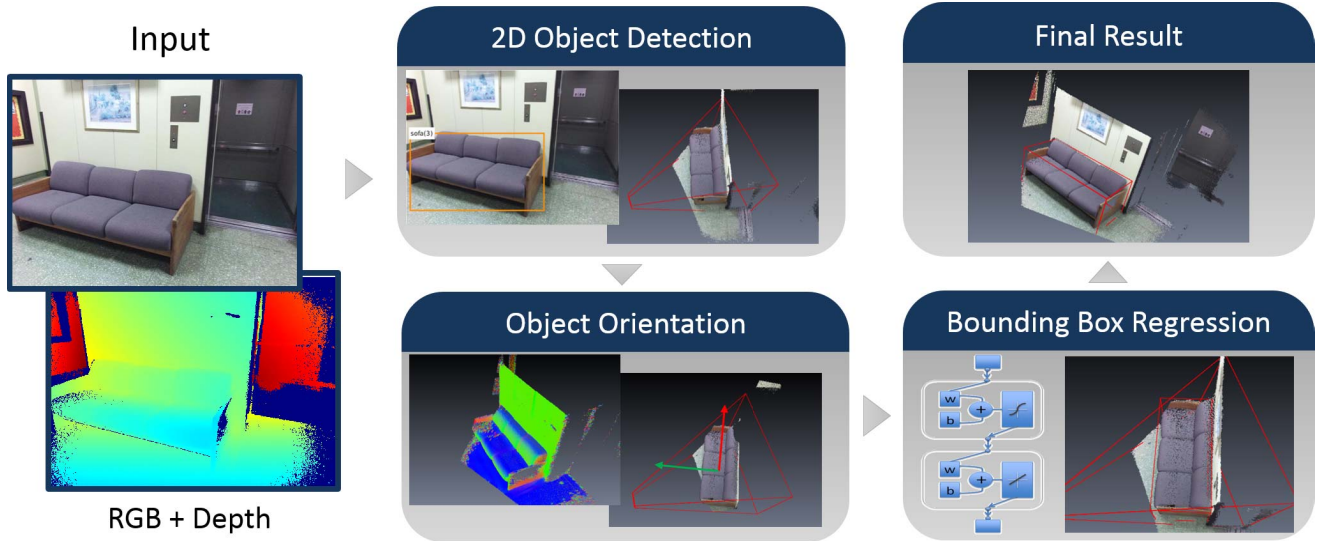 Input
RGB + Depth
2D Object Detection
sofa(3)
Object Orientation
Bounding Box Regression
w
b
+
w
b
+
Final Result